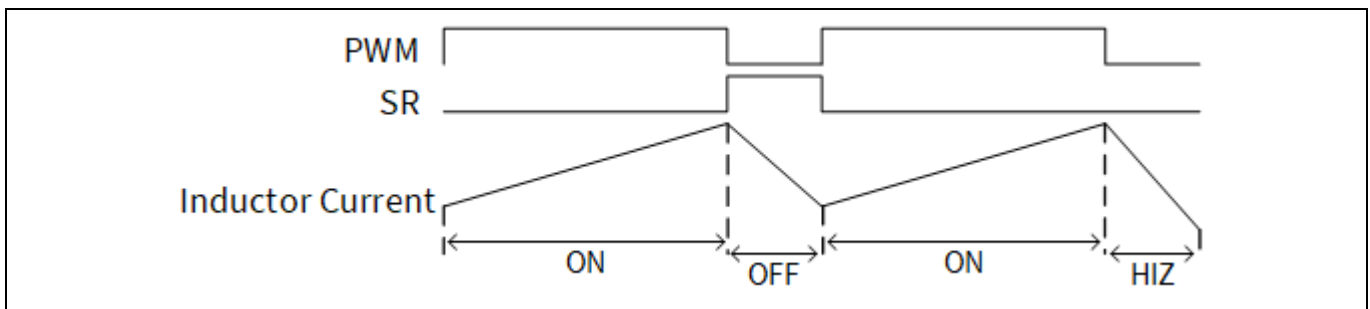 PWM
SR
Inductor Current
ON
OFF
ON
HIZ